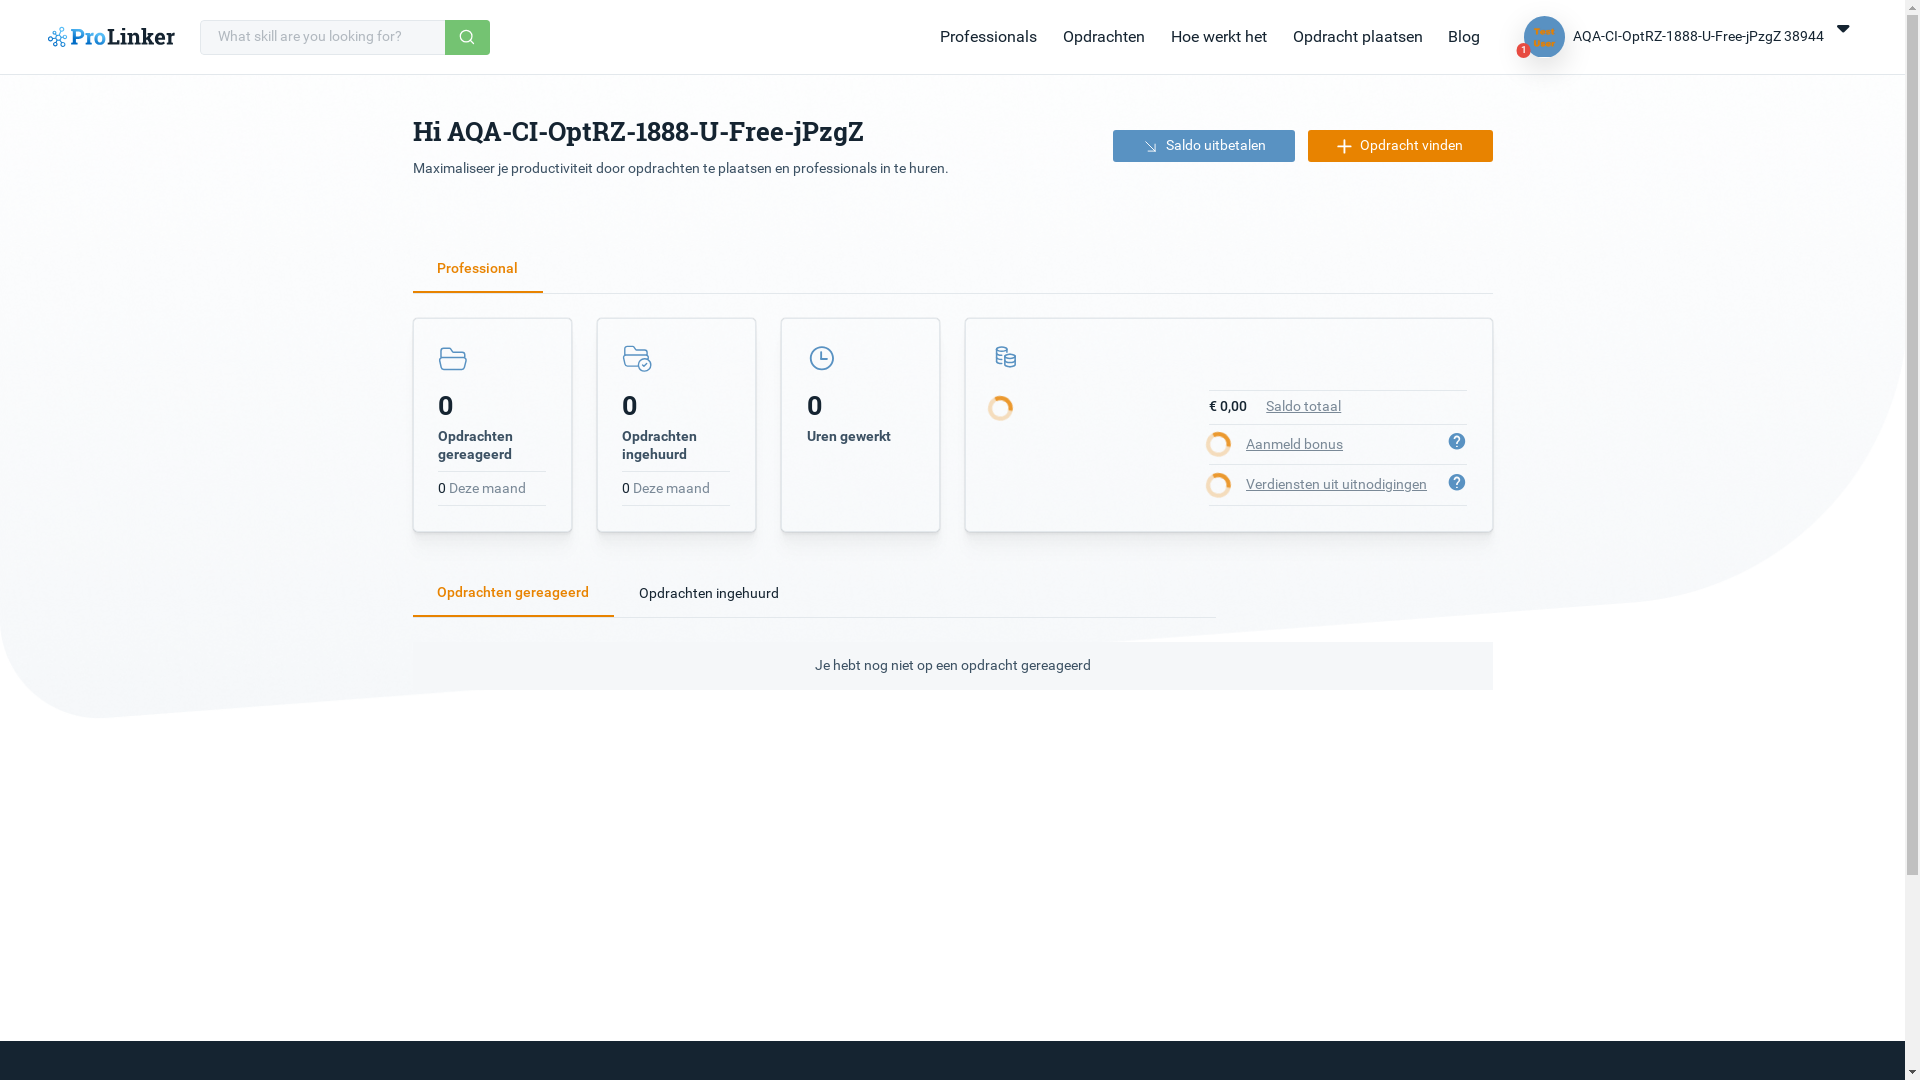 ProLinker
What skill are you looking for?
Professionals
Opdrachten
Hoe werkt het
Opdracht plaatsen
Blog
Test
User
1
AQA-CI-OptRZ-1888-U-Free-jPzgZ 38944
Hi AQA-CI-OptRZ-1888-U-Free-jPzgZ
Maximaliseer je productiviteit door opdrachten te plaatsen en professionals in te huren.
Saldo uitbetalen
Opdracht vinden
Professional
0
Opdrachten
gereageerd
0 Deze maand
0
Opdrachten
ingehuurd
0 Deze maand
0
Uren gewerkt
€ 0,00 Saldo totaal
Aanmeld bonus ?
Verdiensten uit uitnodigingen ?
Opdrachten gereageerd
Opdrachten ingehuurd
Je hebt nog niet op een opdracht gereageerd